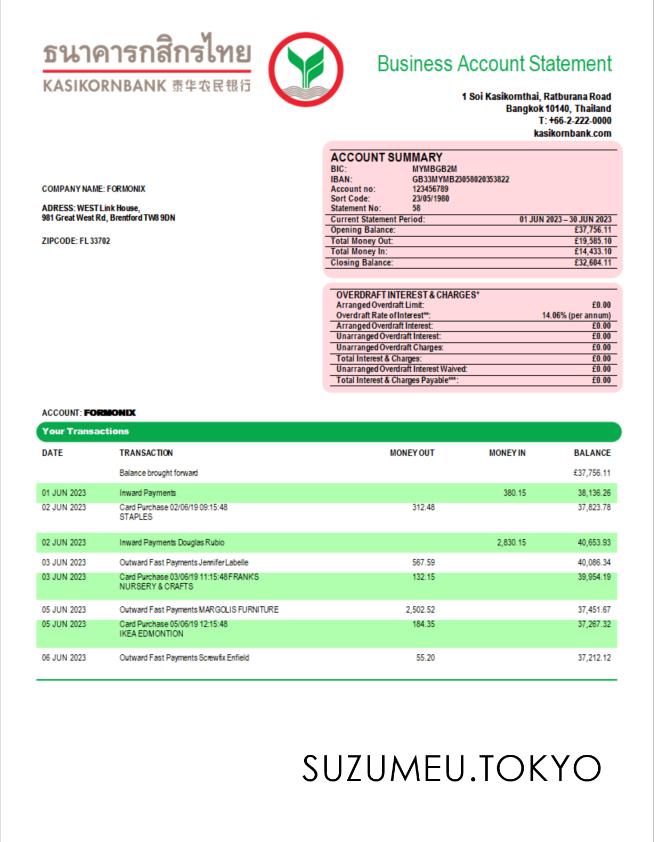 ธนาคารกสิกรไทย
KASIKORNBANK 泰华农民银行
Business Account Statement
1 Soi Kasikornthai, Ratburana Road
Bangkok 10140, Thailand
T: +66-2-222-0000
kasikornbank.com
COMPANY NAME: FORMONIX
ADRESS: WEST Link House,
981 Great West Rd, Brentford TW8 9DN
ZIPCODE: FL 33702
ACCOUNT SUMMARY
BIC: MYMBGB2M
IBAN: GB33MYMB23058020353822
Account no: 123456789
Sort Code: 23/05/1980
Statement No: 58
Current Statement Period: 01 JUN 2023 – 30 JUN 2023
Opening Balance: £37,756.11
Total Money Out: £19,585.10
Total Money In: £14,433.10
Closing Balance: £32,604.11
OVERDRAFT INTEREST & CHARGES*
Arranged Overdraft Limit: £0.00
Overdraft Rate of Interest**: 14.06% (per annum)
Arranged Overdraft Interest: £0.00
Unarranged Overdraft Interest: £0.00
Unarranged Overdraft Charges: £0.00
Total Interest & Charges: £0.00
Unarranged Overdraft Interest Waived: £0.00
Total Interest & Charges Payable***: £0.00
ACCOUNT: FORMONIX
Your Transactions
DATE TRANSACTION MONEY OUT MONEY IN BALANCE
Balance brought forward £37,756.11
01 JUN 2023 Inward Payments 380.15 38,136.26
02 JUN 2023 Card Purchase 02/06/19 09:15:48 312.48 37,823.78
STAPLES
02 JUN 2023 Inward Payments Douglas Rubio 2,830.15 40,653.93
03 JUN 2023 Outward Fast Payments Jennifer Labelle 567.59 40,086.34
03 JUN 2023 Card Purchase 03/06/19 11:15:48 FRANKS 132.15 39,954.19
NURSERY & CRAFTS
05 JUN 2023 Outward Fast Payments MARGOLIS FURNITURE 2,502.52 37,451.67
05 JUN 2023 Card Purchase 05/06/19 12:15:48 184.35 37,267.32
IKEA EDMONTION
06 JUN 2023 Outward Fast Payments Screwfix Enfield 55.20 37,212.12
SUZUMEU.TOKYO